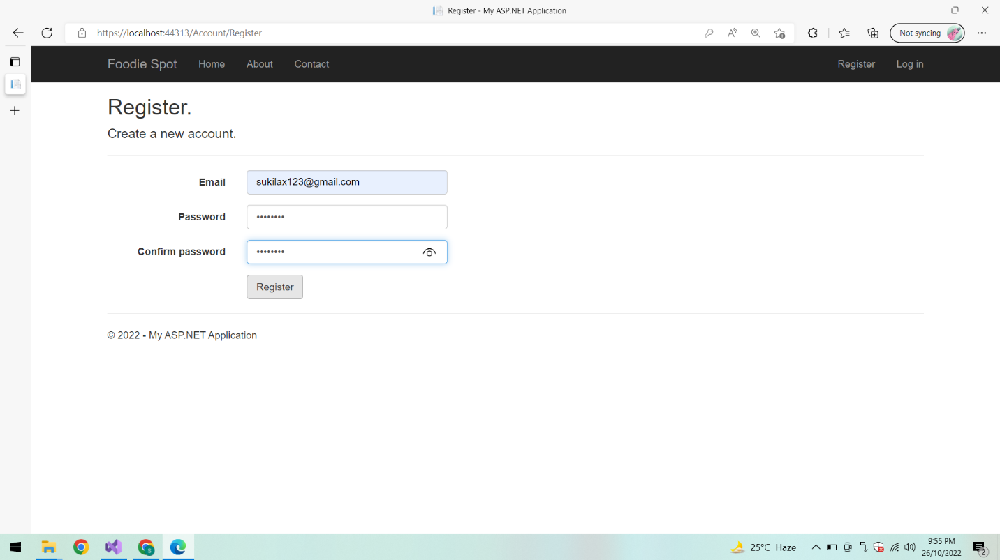 Register - My ASP.NET Application
https://localhost:44313/Account/Register
Not syncing
Foodie Spot Home About Contact Register Log in
Register.
Create a new account.
Email sukilax123@gmail.com
Password ••••••••
Confirm password ••••••••
Register
© 2022 - My ASP.NET Application
25°C Haze
9:55 PM
26/10/2022
2
S